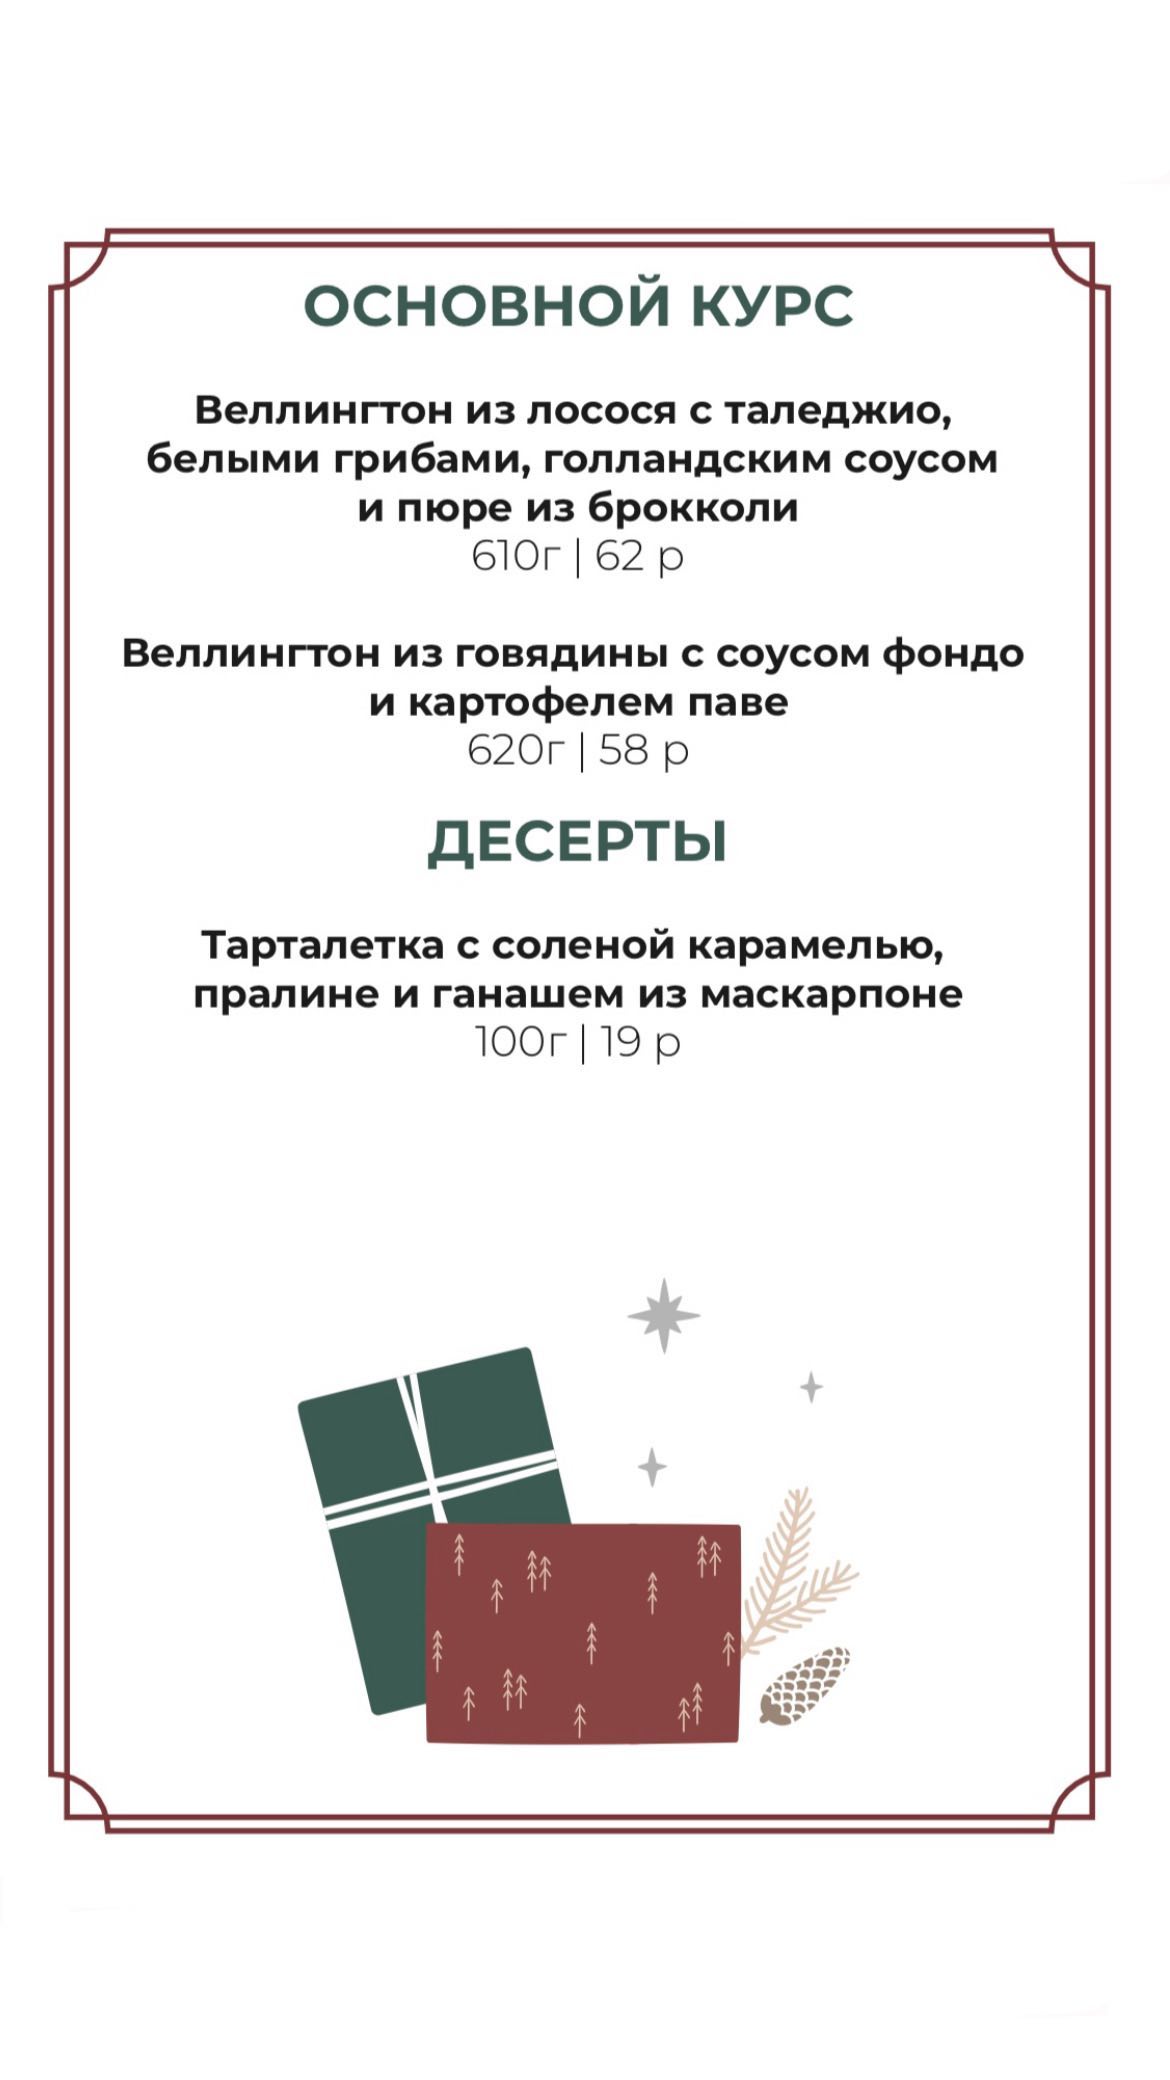 ОСНОВНОЙ КУРС
Веллингтон из лосося с таледжио,
белыми грибами, голландским соусом
и пюре из брокколи
610г | 62 р
Веллингтон из говядины с соусом фондо
и картофелем паве
620г | 58 р
ДЕСЕРТЫ
Тарталетка с соленой карамелью,
пралине и ганашем из маскарпоне
100г | 19 р